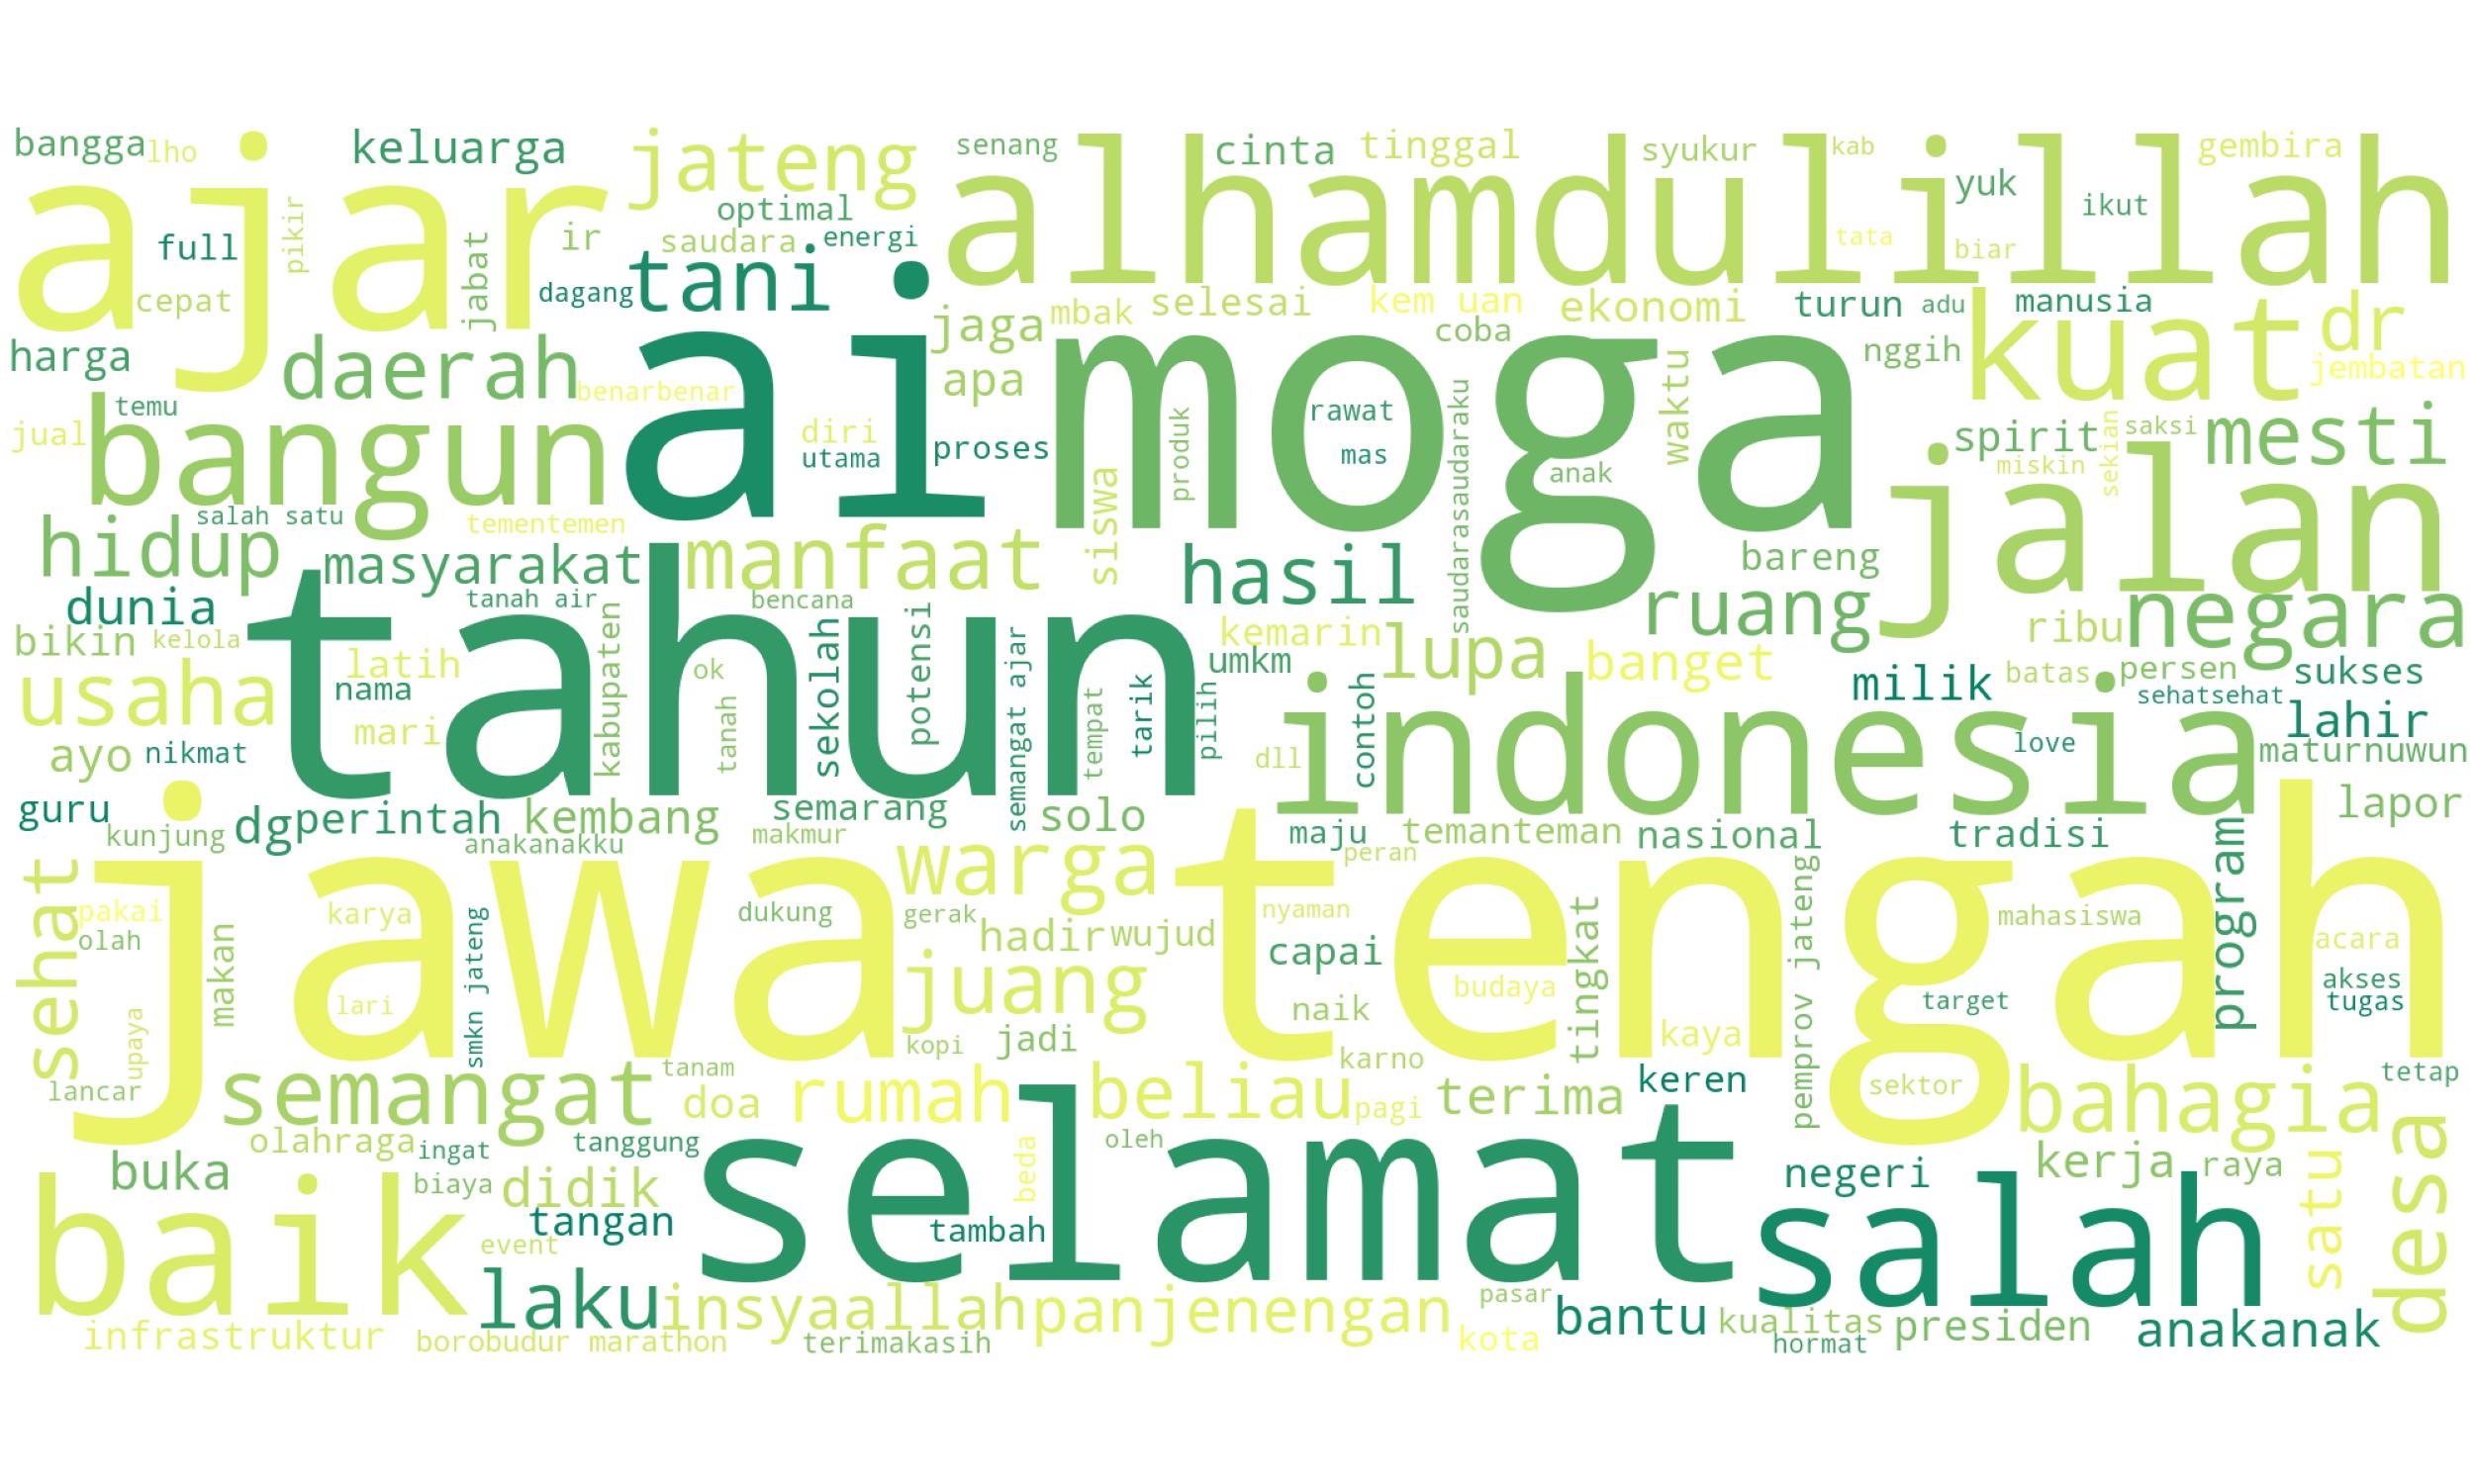 bangga
lho
keluarga
jateng
senang
cinta
tinggal
syukur
kab
gembira
ajar
alhamdulillah
yuk
ikut
optimal
full
pikir
jabat
ir
saudara
energi
tata
biar
cepat
dagang
tani
jaga
mbak
selesai
kem uan
ekonomi
turun
adu
manusia
kuat
dr
harga
daerah
benarbenar
ai
moga
coba
nggih
jembatan
apa
waktu
temu
jual
bangun
diri
utama
proses
produk
rawat
mas
anak
saudarasaudaraku
spirit
saksi
sekian
miskin
mesti
jalan
salah satu
tementemen
siswa
hidup
masyarakat
manfaat
hasil
bareng
dunia
tanah air
bencana
ruang
negara
bikin
kelola
tahun
kemarin
lupa
ribu
usaha
latih
nama
kabupaten
ok
sekolah
potensi
semangat ajar
umkm
banget
milik
batas
persen
sukses
sehatsehat
mari
tanah
tempat
tarik
pilih
contoh
indonesia
lahir
ayo
nikmat
dll
love
maturnuwun
guru
dg
perintah
kembang
semarang
solo
lapor
kunjung
anakanakku
makmur
maju
temanteman
nasional
tradisi
program
sehat
jawa
warga
peran
tengah
pakai
olah
makan
karya
smkn jateng
dukung
gerak
hadir
wujud
nyaman
capai
tingkat
pemprov jateng
mahasiswa
acara
akses
tugas
upaya
lari
juang
naik
budaya
target
kopi
jadi
kaya
lancar
semangat
tanam
doa
rumah
beliau
pagi
karno
terima
keren
sektor
bahagia
tetap
olahraga
ingat
tanggung
oleh
buka
biaya
didik
beda
selamat
negeri
kerja
raya
satu
desa
baik
tangan
tambah
salah
event
laku
insyaallah
panjenengan
pasar
bantu
kualitas
presiden
anakanak
infrastruktur
borobudur marathon
terimakasih
kota
hormat